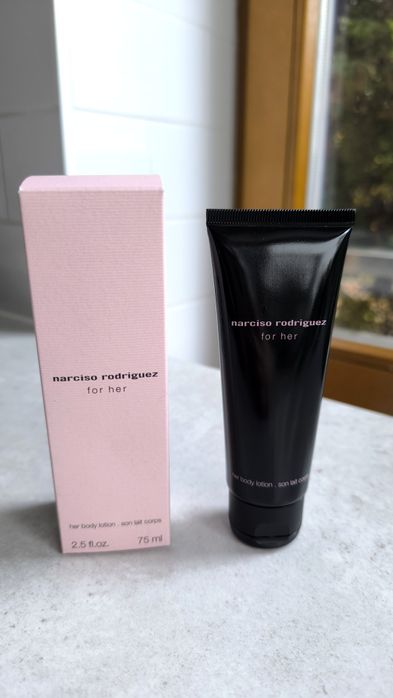 narciso rodriguez
for her
her body lotion . son lait corps
2.5 fl.oz. 75 ml
narciso rodriguez
for her
her body lotion . son lait corps